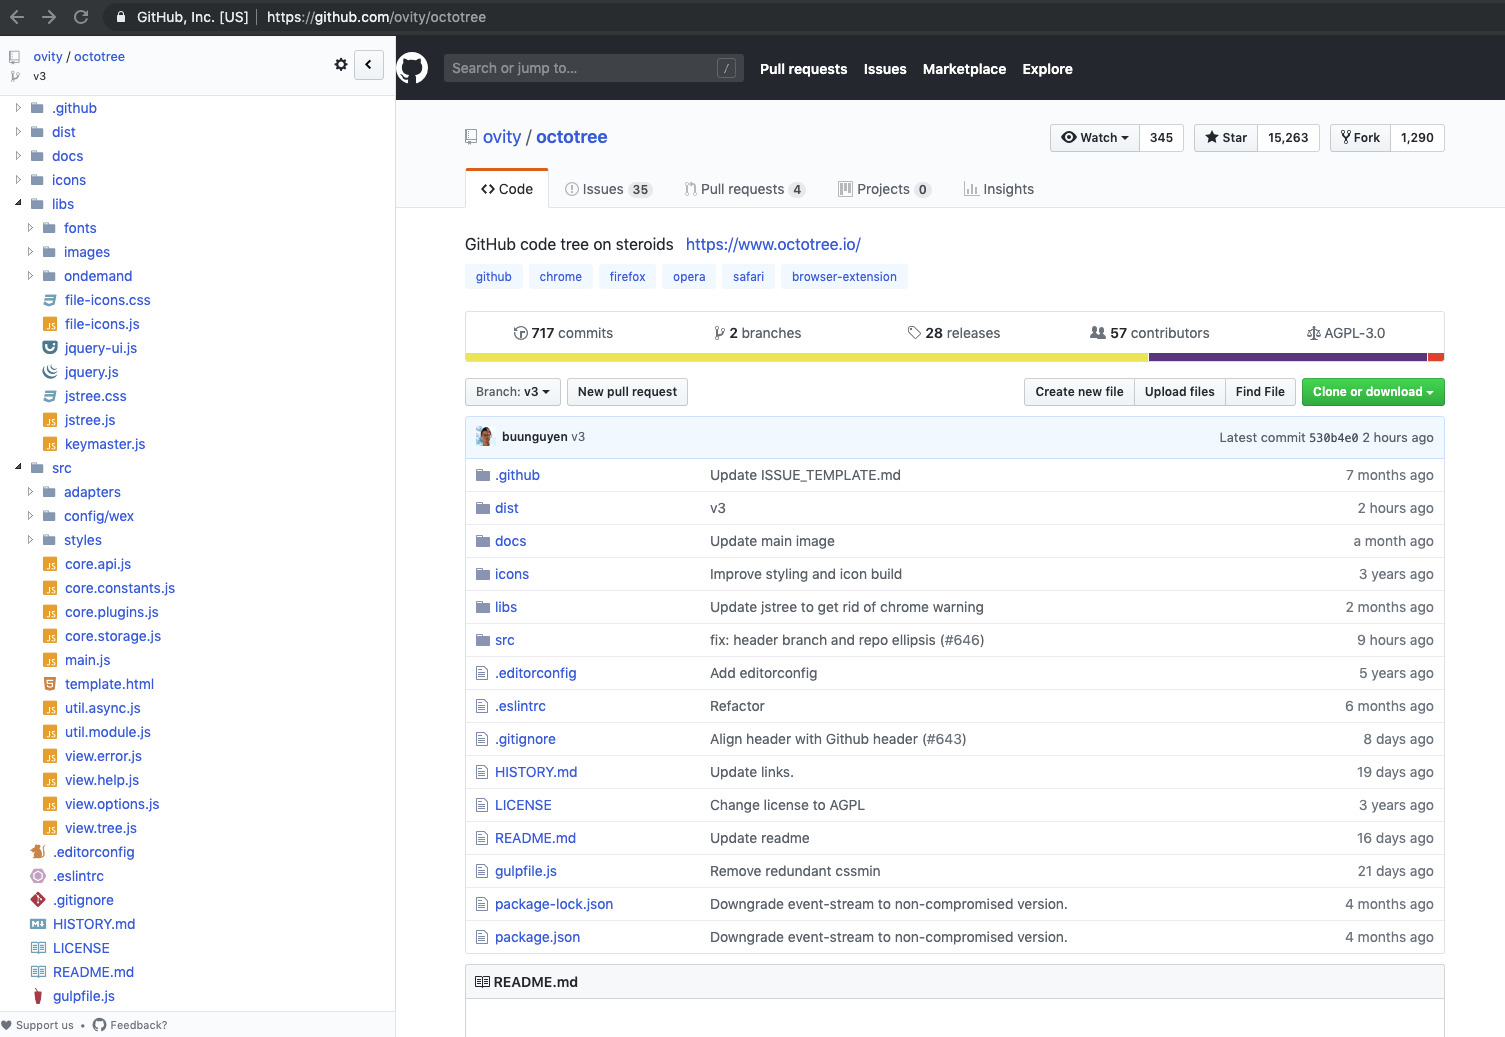 GitHub, Inc. [US] https://github.com/ovity/octotree
ovity / octotree
v3
.github
dist
docs
icons
libs
fonts
images
ondemand
file-icons.css
file-icons.js
jquery-ui.js
jquery.js
jstree.css
jstree.js
keymaster.js
src
adapters
config/wex
styles
core.api.js
core.constants.js
core.plugins.js
core.storage.js
main.js
template.html
util.async.js
util.module.js
view.error.js
view.help.js
view.options.js
view.tree.js
.editorconfig
.eslintrc
.gitignore
HISTORY.md
LICENSE
README.md
gulpfile.js
Support us • Feedback?
Search or jump to... / Pull requests Issues Marketplace Explore
ovity / octotree Watch 345 Star 15,263 Fork 1,290
Code Issues 35 Pull requests 4 Projects 0 Insights
GitHub code tree on steroids https://www.octotree.io/
github chrome firefox opera safari browser-extension
717 commits 2 branches 28 releases 57 contributors AGPL-3.0
Branch: v3 New pull request Create new file Upload files Find File Clone or download
buunguyen v3 Latest commit 530b4e0 2 hours ago
.github Update ISSUE_TEMPLATE.md 7 months ago
dist v3 2 hours ago
docs Update main image a month ago
icons Improve styling and icon build 3 years ago
libs Update jstree to get rid of chrome warning 2 months ago
src fix: header branch and repo ellipsis (#646) 9 hours ago
.editorconfig Add editorconfig 5 years ago
.eslintrc Refactor 6 months ago
.gitignore Align header with Github header (#643) 8 days ago
HISTORY.md Update links. 19 days ago
LICENSE Change license to AGPL 3 years ago
README.md Update readme 16 days ago
gulpfile.js Remove redundant cssmin 21 days ago
package-lock.json Downgrade event-stream to non-compromised version. 4 months ago
package.json Downgrade event-stream to non-compromised version. 4 months ago
README.md